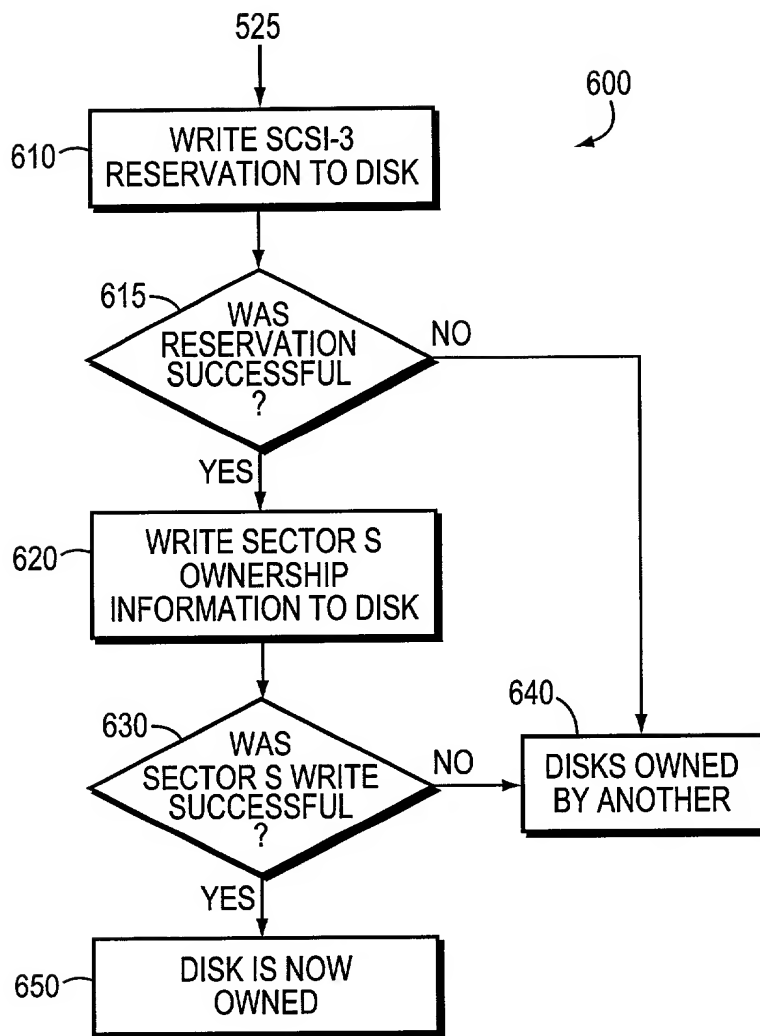 525
600
610
WRITE SCSI-3
RESERVATION TO DISK
615
WAS
RESERVATION
SUCCESSFUL
?
NO
YES
620
WRITE SECTOR S
OWNERSHIP
INFORMATION TO DISK
630
WAS
SECTOR S WRITE
SUCCESSFUL
?
NO
640
DISKS OWNED
BY ANOTHER
YES
650
DISK IS NOW
OWNED